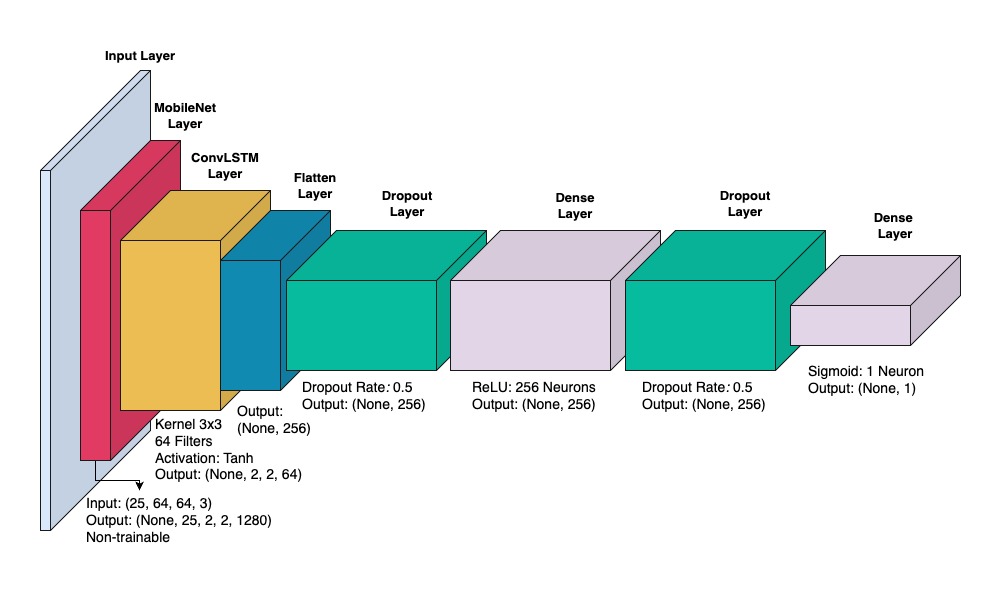 Input Layer
MobileNet
Layer
ConvLSTM
Layer
Flatten
Layer
Dropout
Layer
Dense
Layer
Dropout
Layer
Dense
Layer
Input: (25, 64, 64, 3)
Output: (None, 25, 2, 2, 1280)
Non-trainable
Kernel 3x3
64 Filters
Activation: Tanh
Output: (None, 2, 2, 64)
Output:
(None, 256)
Dropout Rate: 0.5
Output: (None, 256)
ReLU: 256 Neurons
Output: (None, 256)
Dropout Rate: 0.5
Output: (None, 256)
Sigmoid: 1 Neuron
Output: (None, 1)